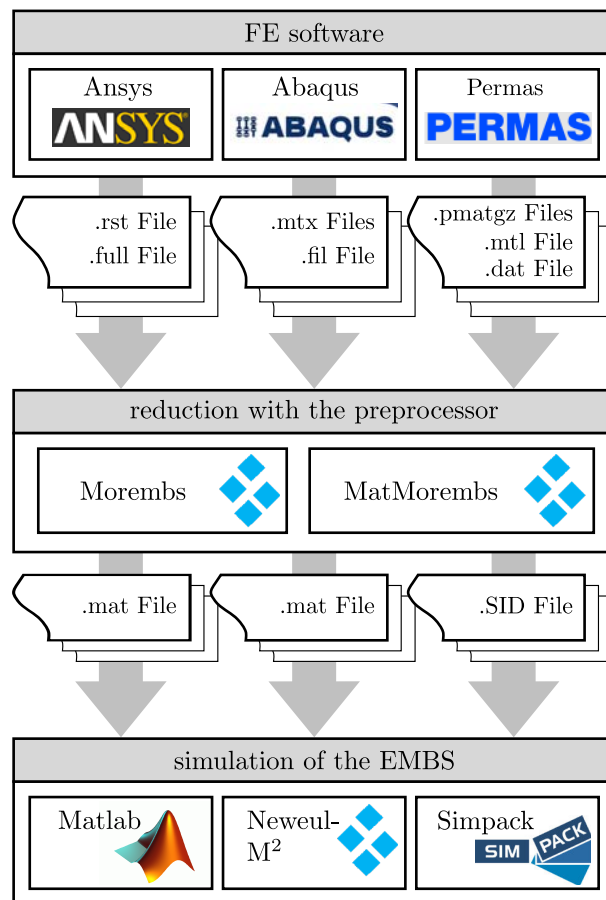 FE software
Ansys
ANSYS
Abaqus
ABAQUS
Permas
PERMAS
.rst File
.full File
.mtx Files
.fil File
.pmatgz Files
.mtl File
.dat File
reduction with the preprocessor
Morembs
MatMorembs
.mat File
.mat File
.SID File
simulation of the EMBS
Matlab
Neweul-
M²
Simpack
SIM
PACK